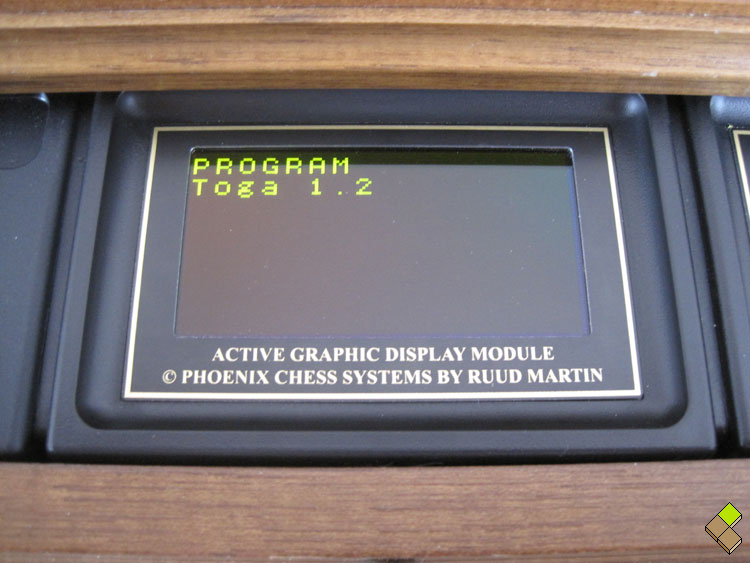 PROGRAM
Toga 1.2
ACTIVE GRAPHIC DISPLAY MODULE
© PHOENIX CHESS SYSTEMS BY RUUD MARTIN